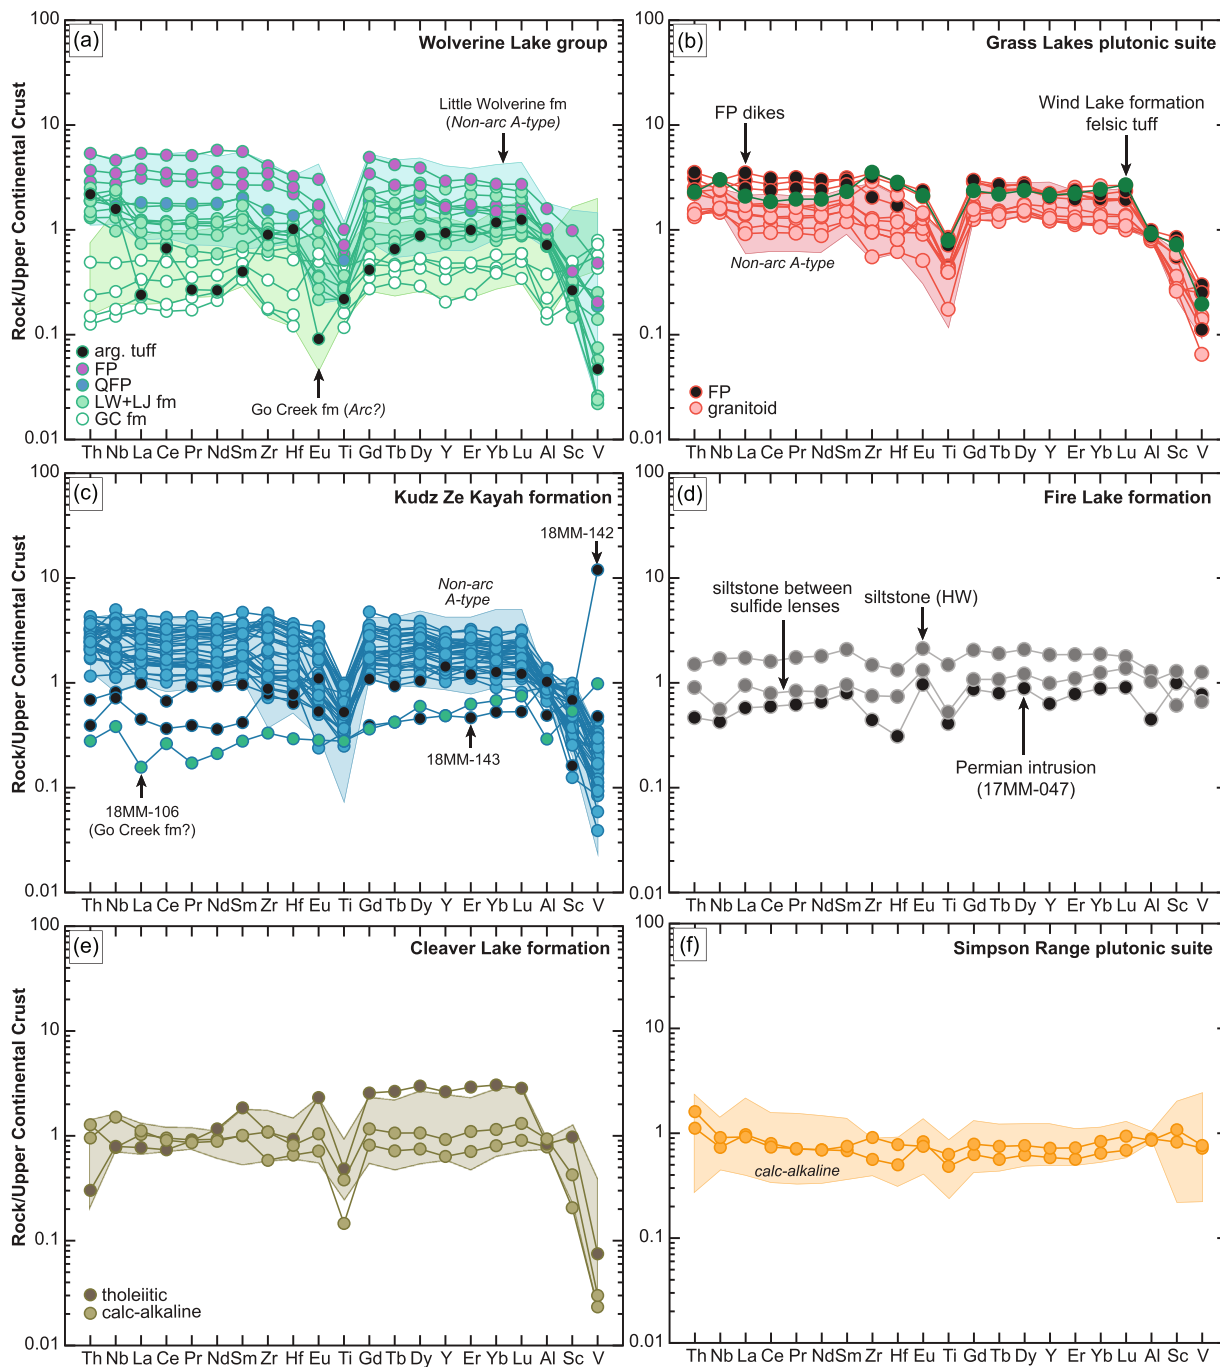 (a)
Wolverine Lake group
100
10
1
0.1
0.01
Rock/Upper Continental Crust
Little Wolverine fm
(Non-arc A-type)
Go Creek fm (Arc?)
arg. tuff
FP
QFP
LW+LJ fm
GC fm
Th Nb La Ce Pr Nd Sm Zr Hf Eu Ti Gd Tb Dy Y Er Yb Lu Al Sc V
(b)
Grass Lakes plutonic suite
100
10
1
0.1
0.01
FP dikes
Wind Lake formation
felsic tuff
Non-arc A-type
FP
granitoid
Th Nb La Ce Pr Nd Sm Zr Hf Eu Ti Gd Tb Dy Y Er Yb Lu Al Sc V
(c)
Kudz Ze Kayah formation
100
10
1
0.1
0.01
Rock/Upper Continental Crust
18MM-142
Non-arc
A-type
18MM-143
18MM-106
(Go Creek fm?)
Th Nb La Ce Pr Nd Sm Zr Hf Eu Ti Gd Tb Dy Y Er Yb Lu Al Sc V
(d)
Fire Lake formation
100
10
1
0.1
0.01
siltstone between
sulfide lenses
siltstone (HW)
Permian intrusion
(17MM-047)
Th Nb La Ce Pr Nd Sm Zr Hf Eu Ti Gd Tb Dy Y Er Yb Lu Al Sc V
(e)
Cleaver Lake formation
100
10
1
0.1
0.01
Rock/Upper Continental Crust
tholeiitic
calc-alkaline
Th Nb La Ce Pr Nd Sm Zr Hf Eu Ti Gd Tb Dy Y Er Yb Lu Al Sc V
(f)
Simpson Range plutonic suite
100
10
1
0.1
0.01
calc-alkaline
Th Nb La Ce Pr Nd Sm Zr Hf Eu Ti Gd Tb Dy Y Er Yb Lu Al Sc V